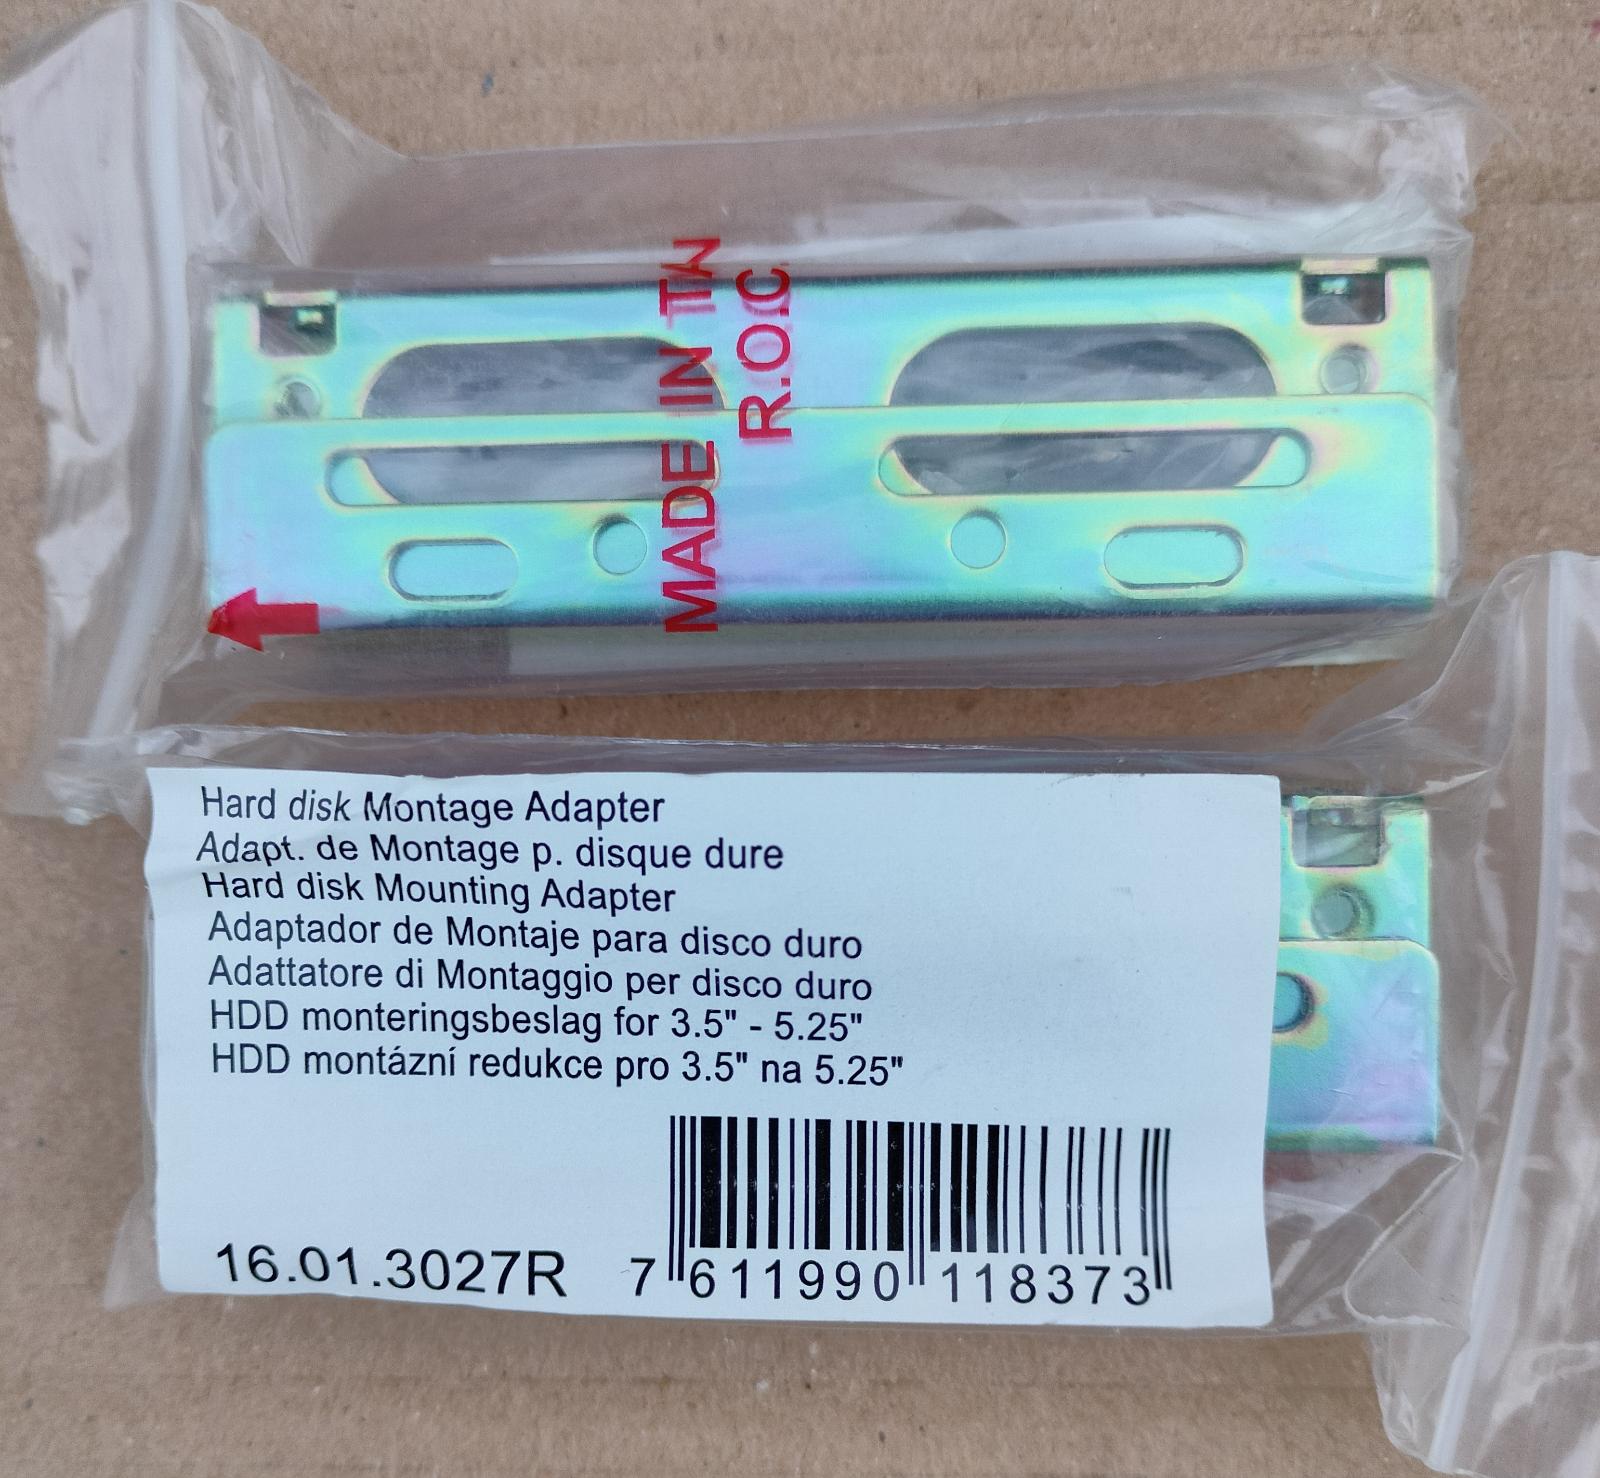 MADE IN TA
R.O.C
Hard disk Montage Adapter
Adapt. de Montage p. disque dure
Hard disk Mounting Adapter
Adaptador de Montaje para disco duro
Adattatore di Montaggio per disco duro
HDD monteringsbeslag for 3.5" - 5.25"
HDD montázní redukce pro 3.5" na 5.25"
16.01.3027R
7 611990 118373